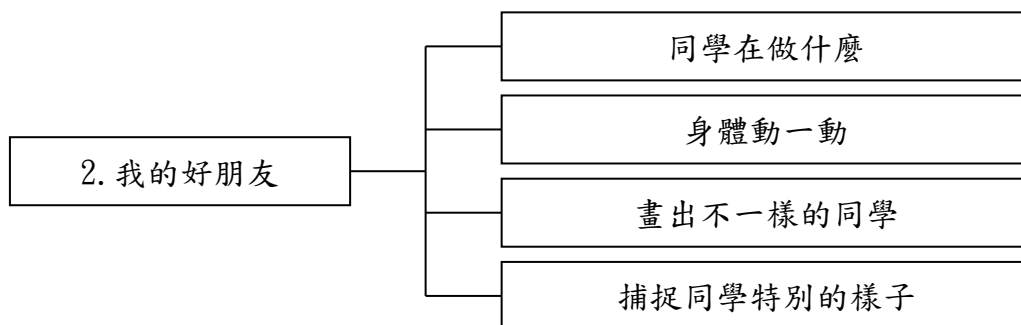 2.我的好朋友
同學在做什麼
身體動一動
畫出不一樣的同學
捕捉同學特別的樣子